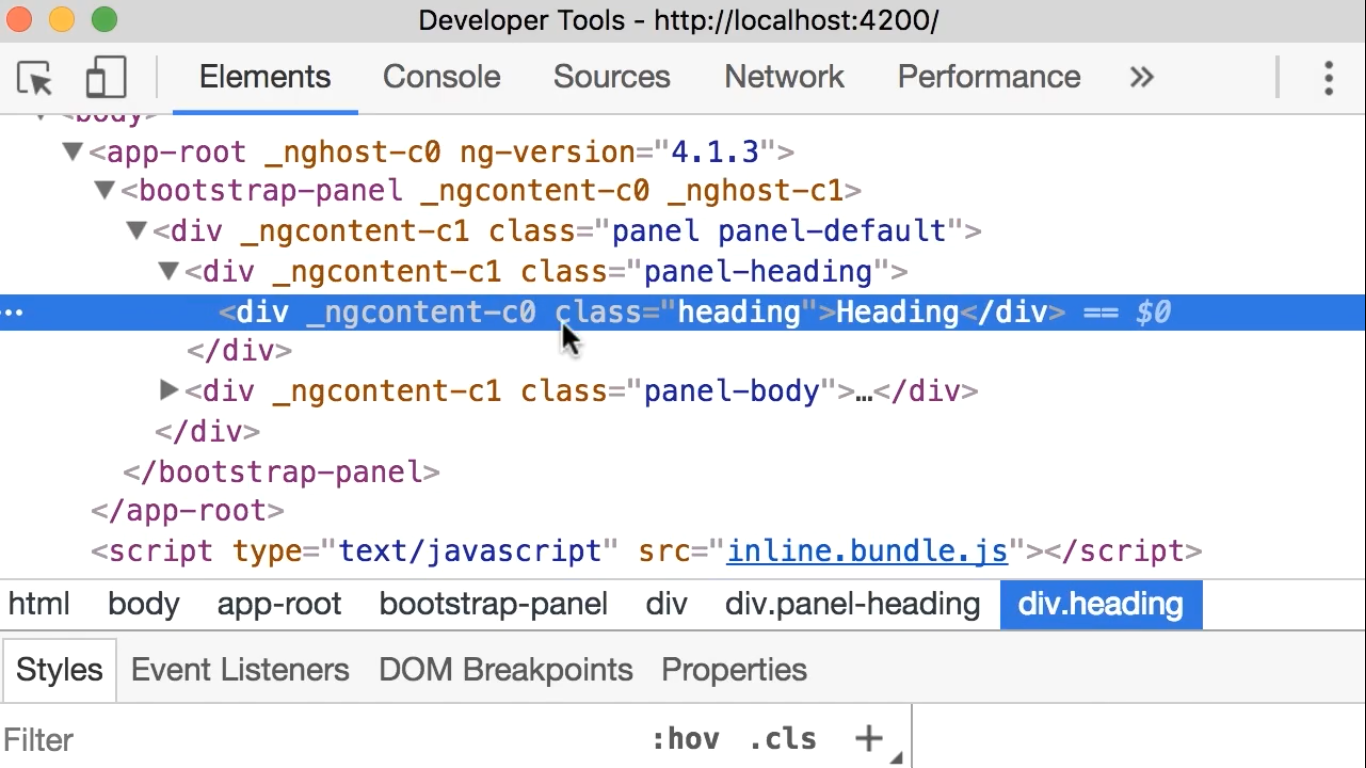 Developer Tools - http://localhost:4200/
Elements Console Sources Network Performance »
<body>
<app-root _nghost-c0 ng-version="4.1.3">
<bootstrap-panel _ngcontent-c0 _nghost-c1>
<div _ngcontent-c1 class="panel panel-default">
<div _ngcontent-c1 class="panel-heading">
… <div _ngcontent-c0 class="heading">Heading</div> == $0
</div>
<div _ngcontent-c1 class="panel-body">…</div>
</div>
</bootstrap-panel>
</app-root>
<script type="text/javascript" src="inline.bundle.js"></script>
html body app-root bootstrap-panel div div.panel-heading div.heading
Styles Event Listeners DOM Breakpoints Properties
Filter :hov .cls +